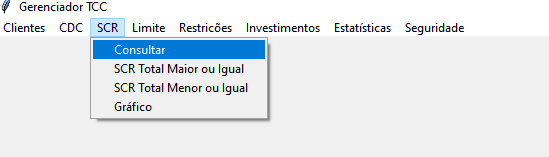 Gerenciador TCC
Clientes CDC SCR Limite Restricões Investimentos Estatísticas Seguridade
Consultar
SCR Total Maior ou Igual
SCR Total Menor ou Igual
Gráfico